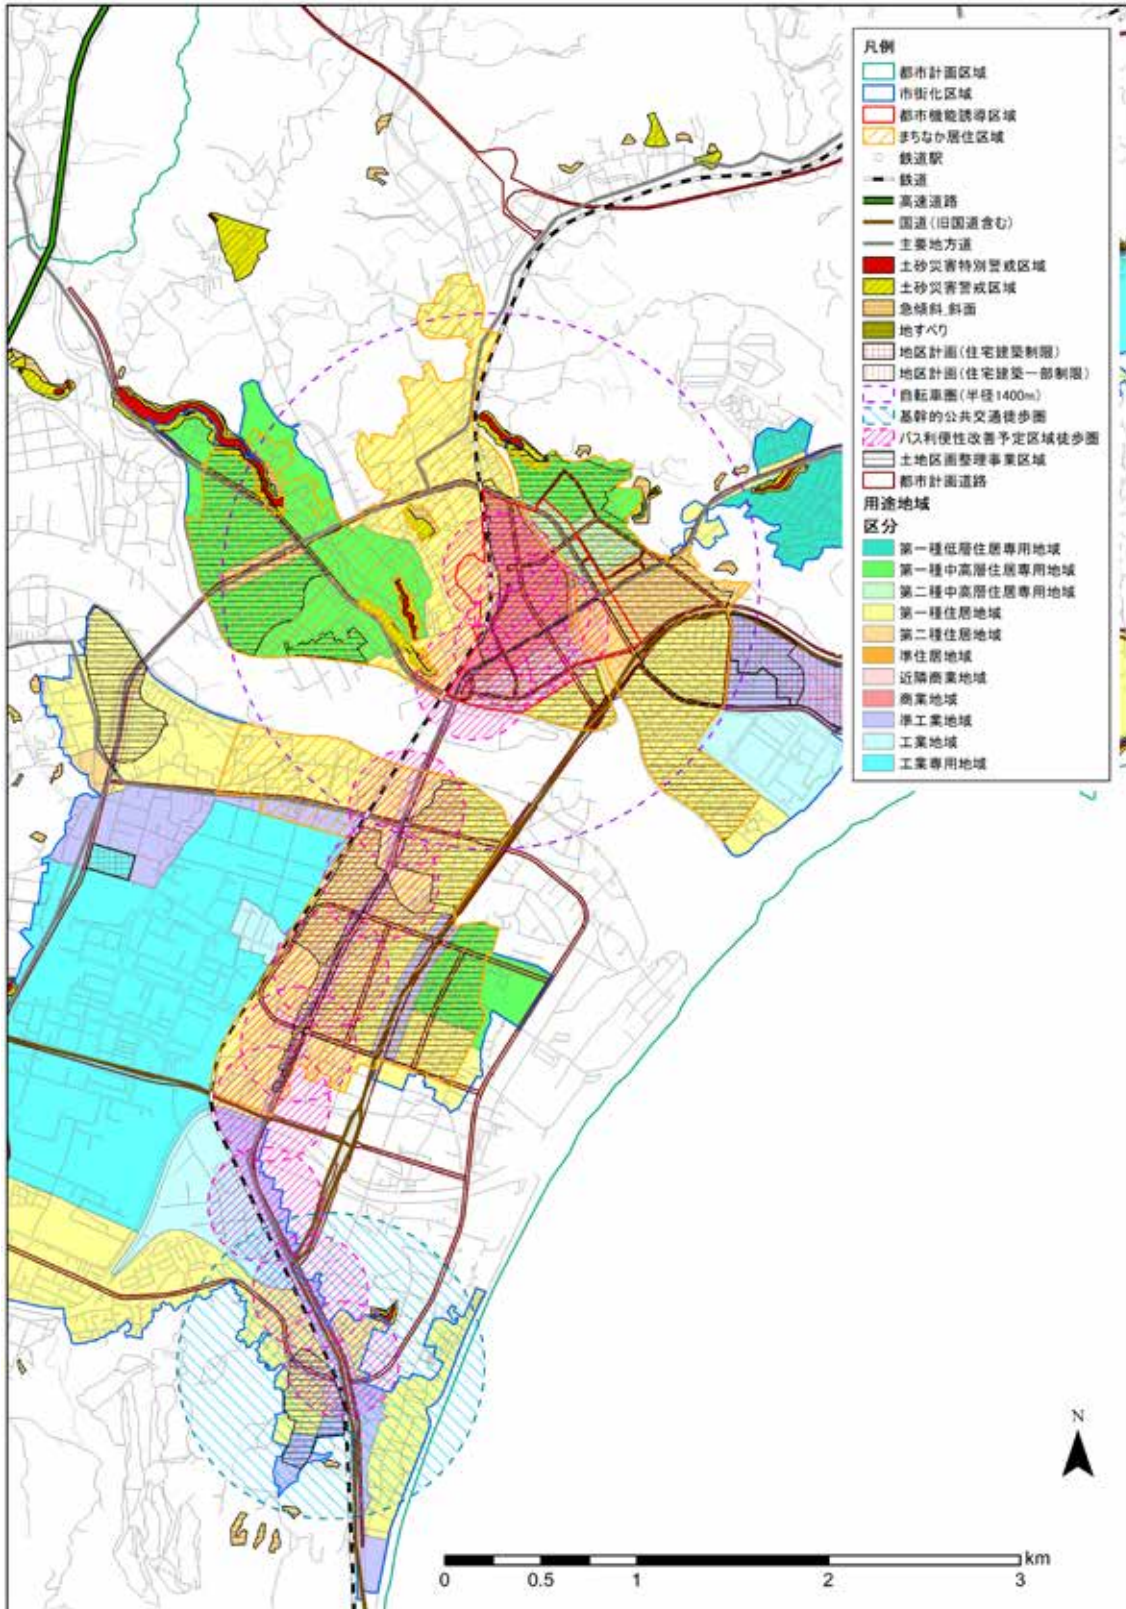 凡例
都市計画区域
市街化区域
都市機能誘導区域
まちなか居住区域
鉄道駅
鉄道
高速道路
国道(旧国道含む)
主要地方道
土砂災害特別警戒区域
土砂災害警戒区域
急傾斜_斜面
地すべり
地区計画(住宅建築制限)
地区計画(住宅建築一部制限)
自転車圏(半径1400m)
基幹的公共交通徒歩圏
バス利便性改善予定区域徒歩圏
土地区画整理事業区域
都市計画道路
用途地域
区分
第一種低層住居専用地域
第一種中高層住居専用地域
第二種中高層住居専用地域
第一種住居地域
第二種住居地域
準住居地域
近隣商業地域
商業地域
準工業地域
工業地域
工業専用地域
N
km
0 0.5 1 2 3